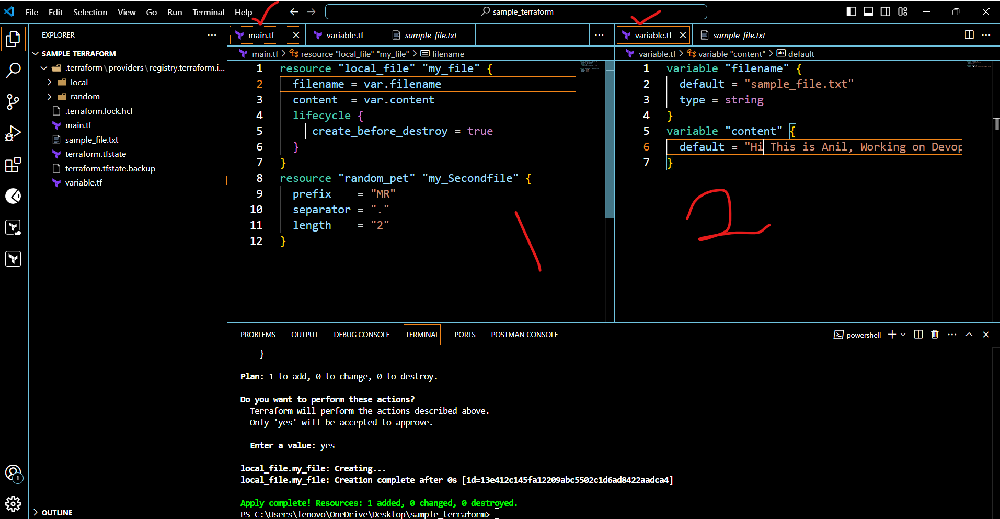 File Edit Selection View Go Run Terminal Help
sample_terraform
EXPLORER
SAMPLE_TERRAFORM
.terraform\providers\registry.terraform.i...
local
random
.terraform.lock.hcl
main.tf
sample_file.txt
terraform.tfstate
terraform.tfstate.backup
variable.tf
OUTLINE
1
main.tf variable.tf sample_file.txt
main.tf > resource "local_file" "my_file" > filename
1 resource "local_file" "my_file" {
2 filename = var.filename
3 content = var.content
4 lifecycle {
5 create_before_destroy = true
6 }
7 }
8 resource "random_pet" "my_Secondfile" {
9 prefix = "MR"
10 separator = "."
11 length = "2"
12 }
variable.tf sample_file.txt
variable.tf > variable "content" > abc default
1 variable "filename" {
2 default = "sample_file.txt"
3 type = string
4 }
5 variable "content" {
6 default = "Hi This is Anil, Working on Devop
7 }
2
PROBLEMS OUTPUT DEBUG CONSOLE TERMINAL PORTS POSTMAN CONSOLE
powershell
}
Plan: 1 to add, 0 to change, 0 to destroy.
Do you want to perform these actions?
Terraform will perform the actions described above.
Only 'yes' will be accepted to approve.
Enter a value: yes
local_file.my_file: Creating...
local_file.my_file: Creation complete after 0s [id=13e412c145fa12209abc5502c1d6ad8422aadca4]
Apply complete! Resources: 1 added, 0 changed, 0 destroyed.
PS C:\Users\lenovo\OneDrive\Desktop\sample_terraform>